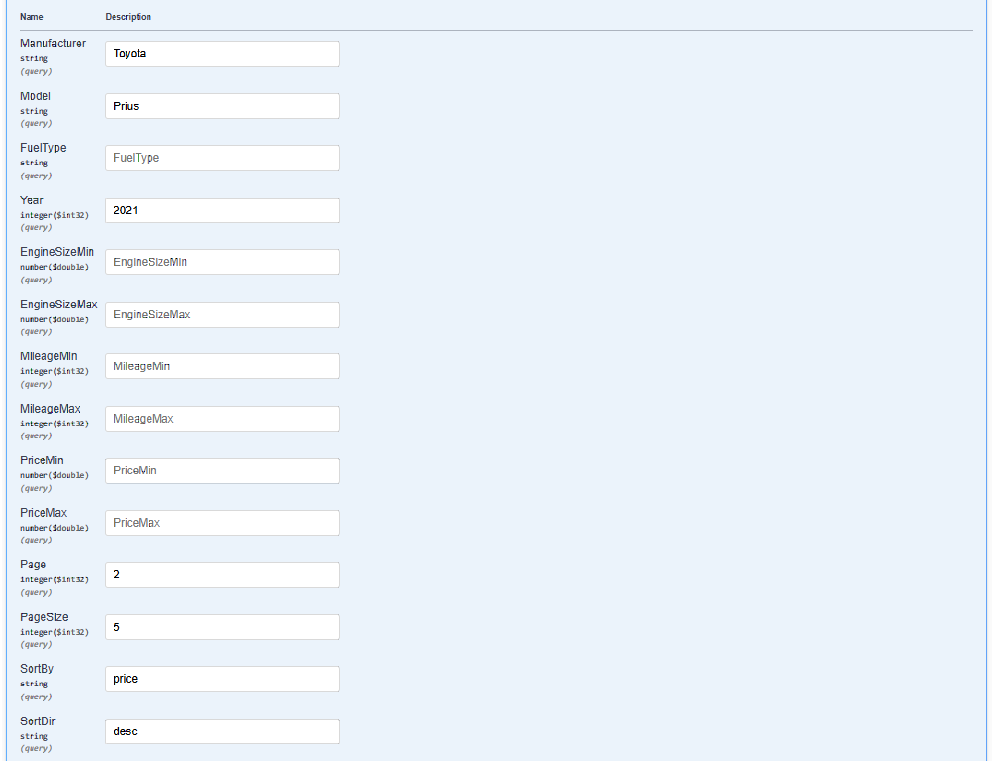 Name Description
Manufacturer
string
(query)
Toyota
Model
string
(query)
Prius
FuelType
string
(query)
FuelType
Year
integer($int32)
(query)
2021
EngineSizeMin
number($double)
(query)
EngineSizeMin
EngineSizeMax
number($double)
(query)
EngineSizeMax
MileageMin
integer($int32)
(query)
MileageMin
MileageMax
integer($int32)
(query)
MileageMax
PriceMin
number($double)
(query)
PriceMin
PriceMax
number($double)
(query)
PriceMax
Page
integer($int32)
(query)
2
PageSize
integer($int32)
(query)
5
SortBy
string
(query)
price
SortDir
string
(query)
desc